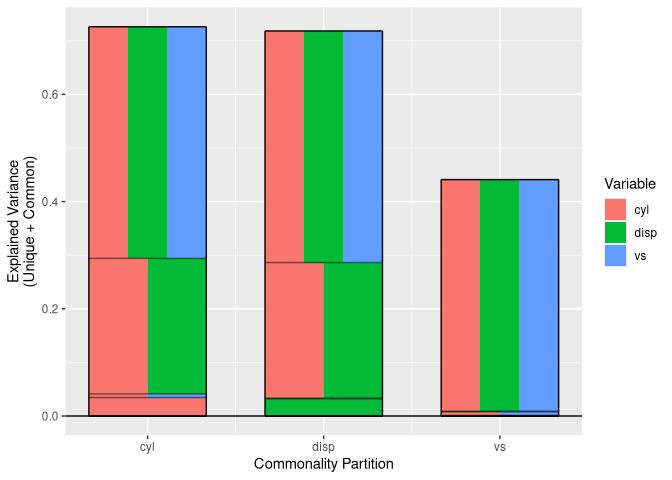 Explained Variance
(Unique + Common)
0.6
0.4
0.2
0.0
cyl
disp
vs
Commonality Partition
Variable
cyl
disp
vs